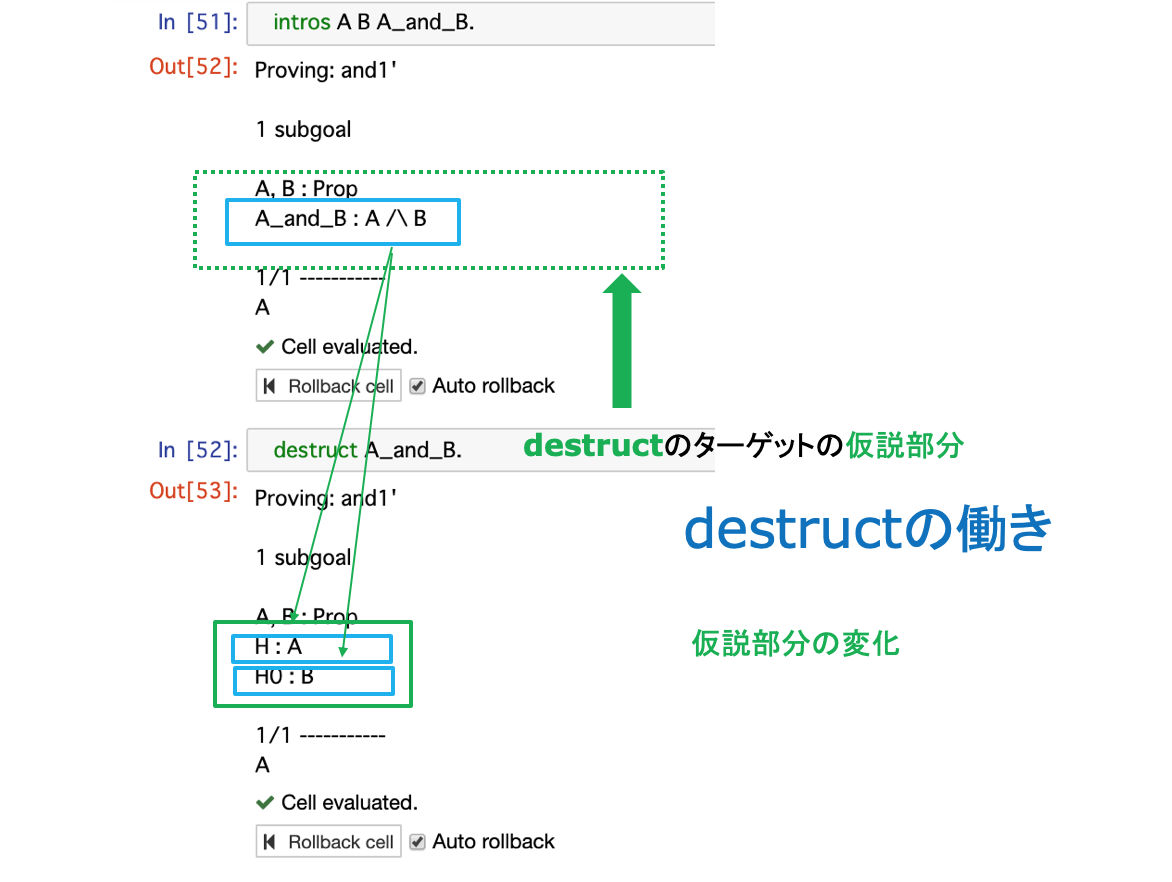 In [51]: intros A B A_and_B.
Out[52]: Proving: and1'
1 subgoal
A, B : Prop
A_and_B : A /\ B
1/1 -----------
A
Cell evaluated.
Rollback cell Auto rollback
In [52]: destruct A_and_B.
destructのターゲットの仮説部分
Out[53]: Proving: and1'
destructの働き
1 subgoal
A, B : Prop
仮説部分の変化
H : A
H0 : B
1/1 -----------
A
Cell evaluated.
Rollback cell Auto rollback